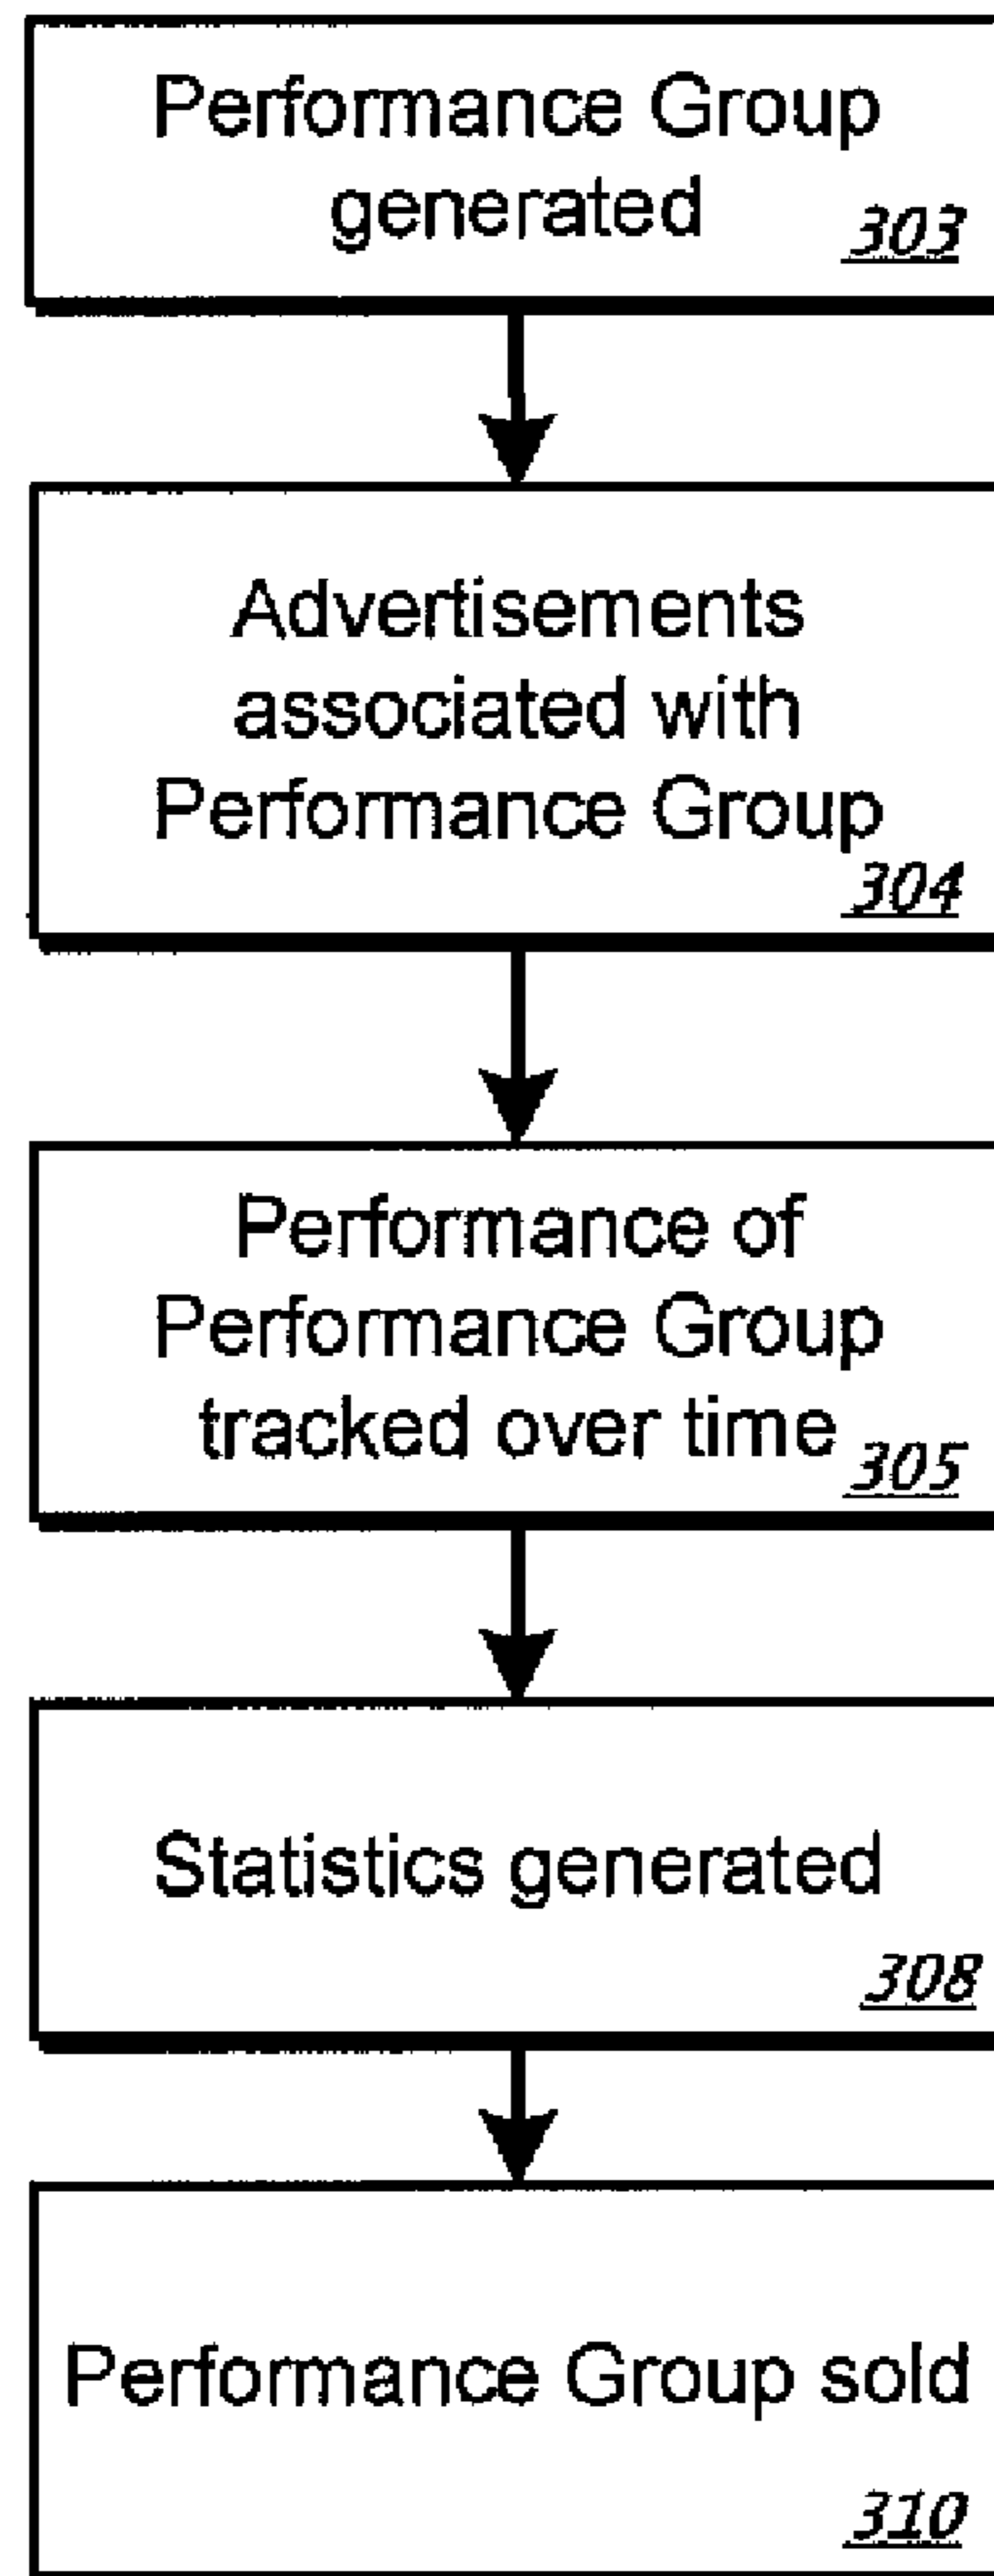 Performance Group
generated
303
Advertisements
associated with
Performance Group
304
Performance of
Performance Group
tracked over time
305
Statistics generated
308
Performance Group sold
310